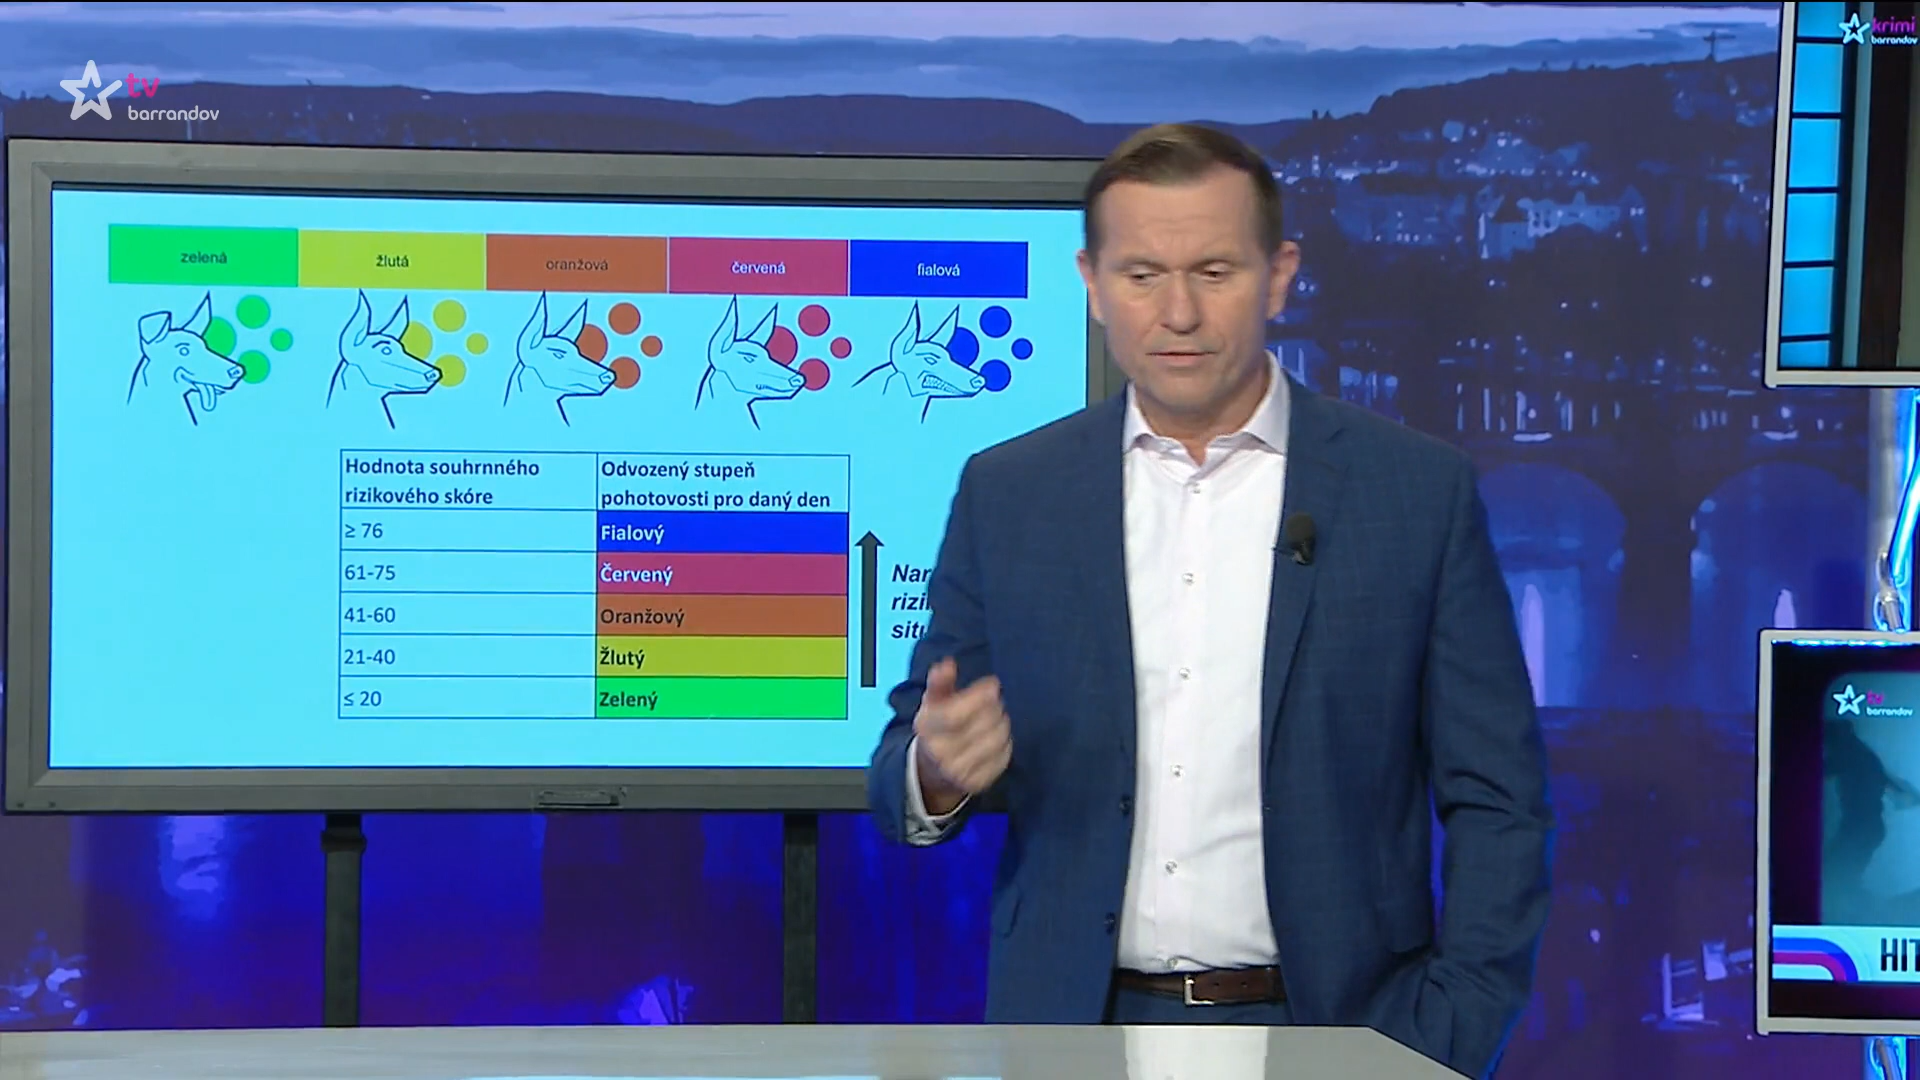 tv
barrandov
krimi
barrandov
zelená
žlutá
oranžová
červená
fialová
Hodnota souhrnného
rizikového skóre
Odvozený stupeň
pohotovosti pro daný den
≥ 76
Fialový
61-75
Červený
41-60
Oranžový
21-40
Žlutý
≤ 20
Zelený
tv
barrandov